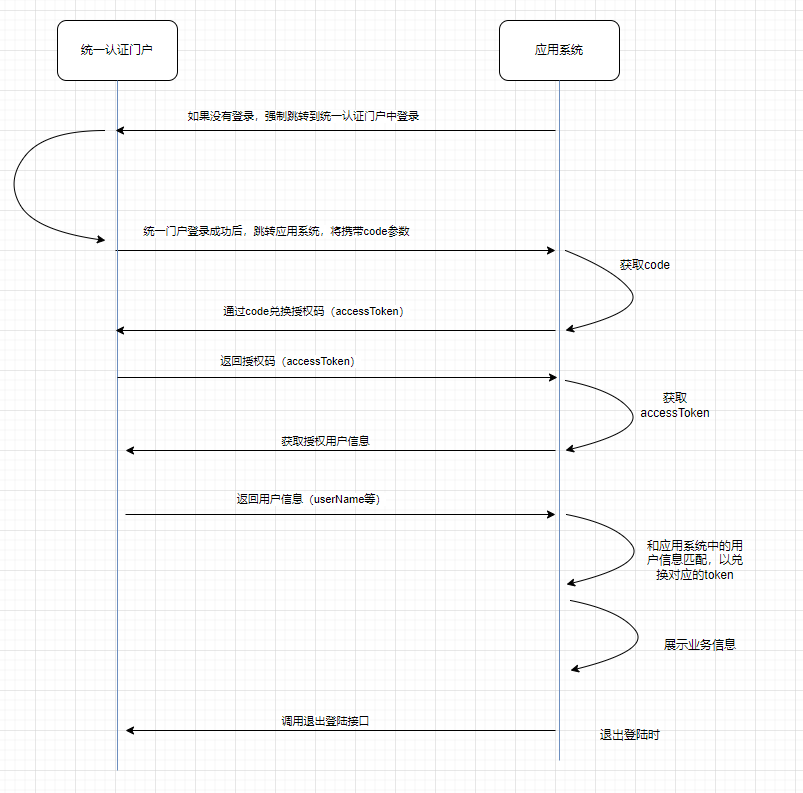 统一认证门户
应用系统
如果没有登录，强制跳转到统一认证门户中登录
统一门户登录成功后，跳转应用系统，将携带code参数
获取code
通过code兑换授权码（accessToken）
返回授权码（accessToken）
获取
accessToken
获取授权用户信息
返回用户信息（userName等）
和应用系统中的用
户信息匹配，以兑
换对应的token
展示业务信息
调用退出登陆接口
退出登陆时